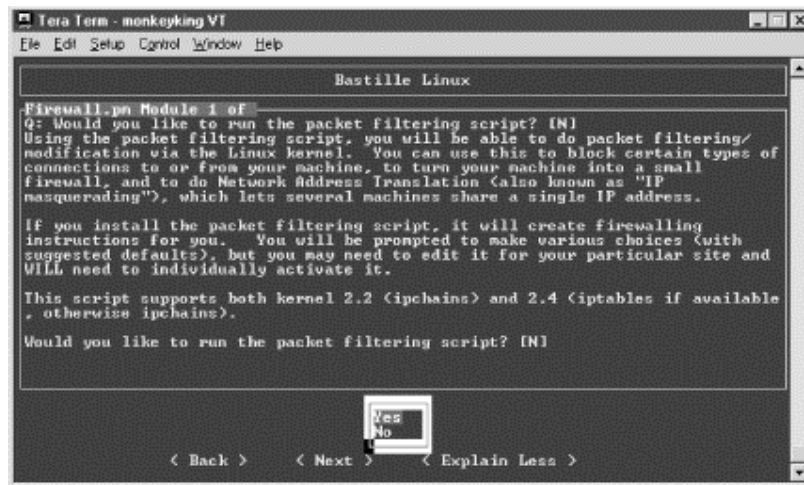 Tera Term - monkeyking VT
File Edit Setup Control Window Help
Bastille Linux
Firewall.pm Module 1 of
Q: Would you like to run the packet filtering script? [N]
Using the packet filtering script, you will be able to do packet filtering/
modification via the Linux kernel. You can use this to block certain types of
connections to or from your machine, to turn your machine into a small
firewall, and to do Network Address Translation (also known as "IP
masquerading"), which lets several machines share a single IP address.
If you install the packet filtering script, it will create firewalling
instructions for you. You will be prompted to make various choices (with
suggested defaults), but you may need to edit it for your particular site and
WILL need to individually activate it.
This script supports both kernel 2.2 (ipchains) and 2.4 (iptables if available
, otherwise ipchains).
Would you like to run the packet filtering script? [N]
Yes
No
< Back > < Next > < Explain Less >